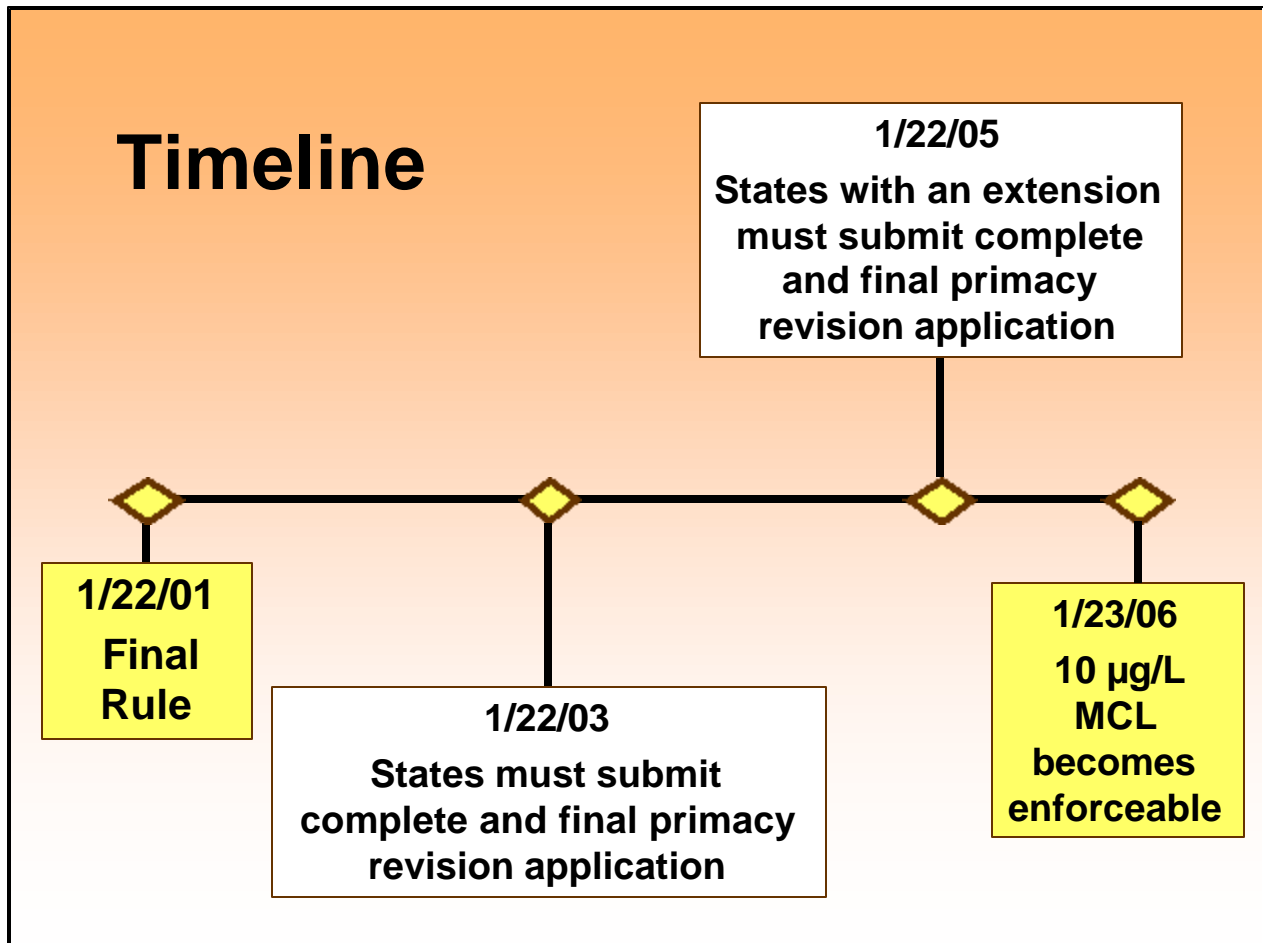 Timeline
1/22/05
States with an extension
must submit complete
and final primacy
revision application
1/22/01
Final
Rule
1/22/03
States must submit
complete and final primacy
revision application
1/23/06
10 µg/L
MCL
becomes
enforceable